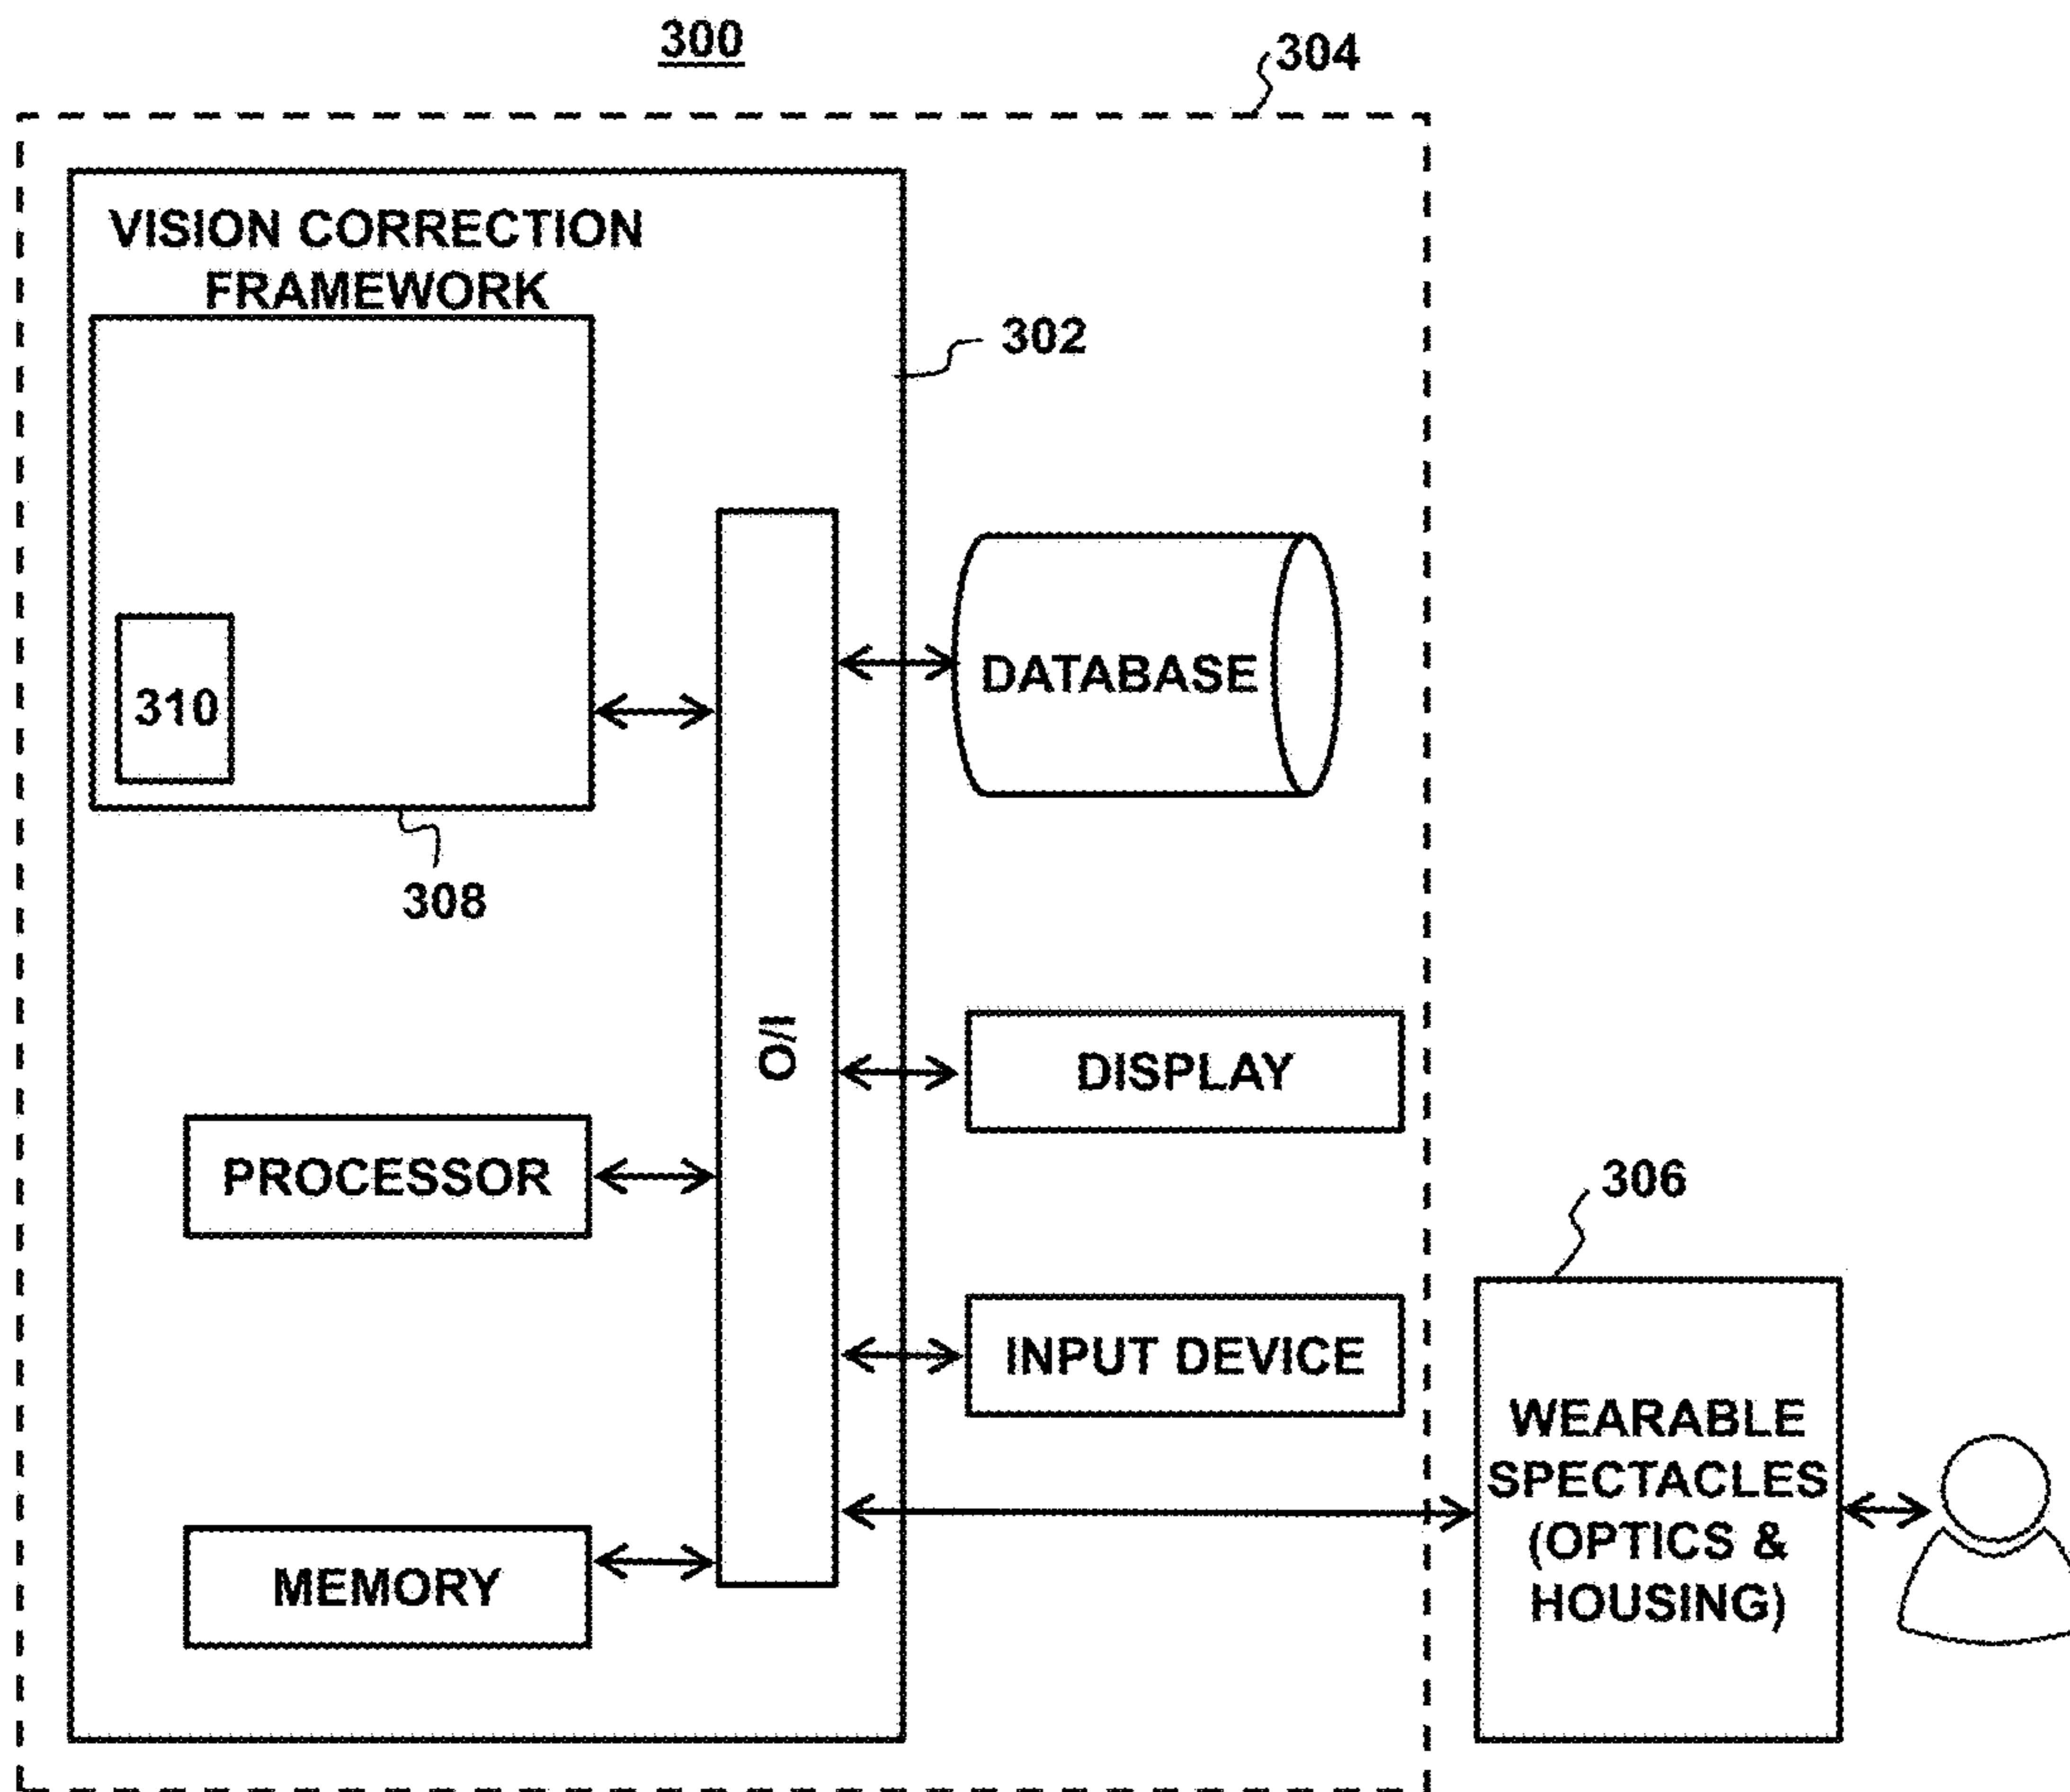 300
304
VISION CORRECTION
FRAMEWORK
302
310
DATABASE
308
I/O
DISPLAY
PROCESSOR
306
INPUT DEVICE
WEARABLE
SPECTACLES
(OPTICS &
HOUSING)
MEMORY